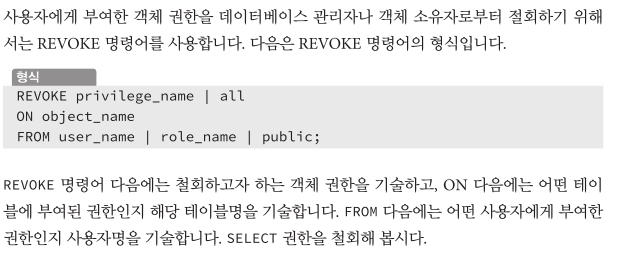 사용자에게 부여한 객체 권한을 데이터베이스 관리자나 객체 소유자로부터 철회하기 위해
서는 REVOKE 명령어를 사용합니다. 다음은 REVOKE 명령어의 형식입니다.
형식
REVOKE privilege_name | all
ON object_name
FROM user_name | role_name | public;
REVOKE 명령어 다음에는 철회하고자 하는 객체 권한을 기술하고, ON 다음에는 어떤 테이
블에 부여된 권한인지 해당 테이블명을 기술합니다. FROM 다음에는 어떤 사용자에게 부여한
권한인지 사용자명을 기술합니다. SELECT 권한을 철회해 봅시다.